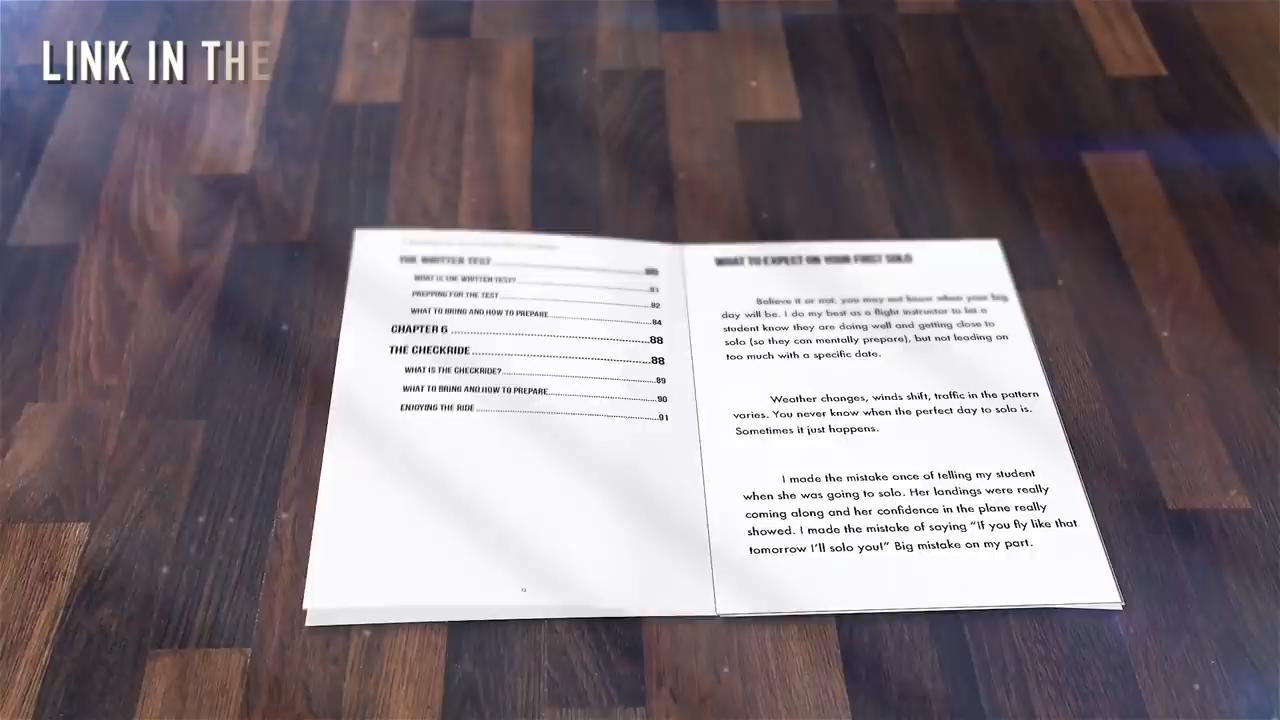 LINK IN THE
THE WRITTEN TEST 80
WHAT IS THE WRITTEN TEST? 81
PREPPING FOR THE TEST 82
WHAT TO BRING AND HOW TO PREPARE 84
CHAPTER 6 88
THE CHECKRIDE 88
WHAT IS THE CHECKRIDE? 89
WHAT TO BRING AND HOW TO PREPARE 90
ENJOYING THE RIDE 91
WHAT TO EXPECT ON YOUR FIRST SOLO
Believe it or not, you may not know when your big
day will be. I do my best as a flight instructor to let a
student know they are doing well and getting close to
solo (so they can mentally prepare), but not leading on
too much with a specific date.
Weather changes, winds shift, traffic in the pattern
varies. You never know when the perfect day to solo is.
Sometimes it just happens.
I made the mistake once of telling my student
when she was going to solo. Her landings were really
coming along and her confidence in the plane really
showed. I made the mistake of saying “If you fly like that
tomorrow I’ll solo you!” Big mistake on my part.